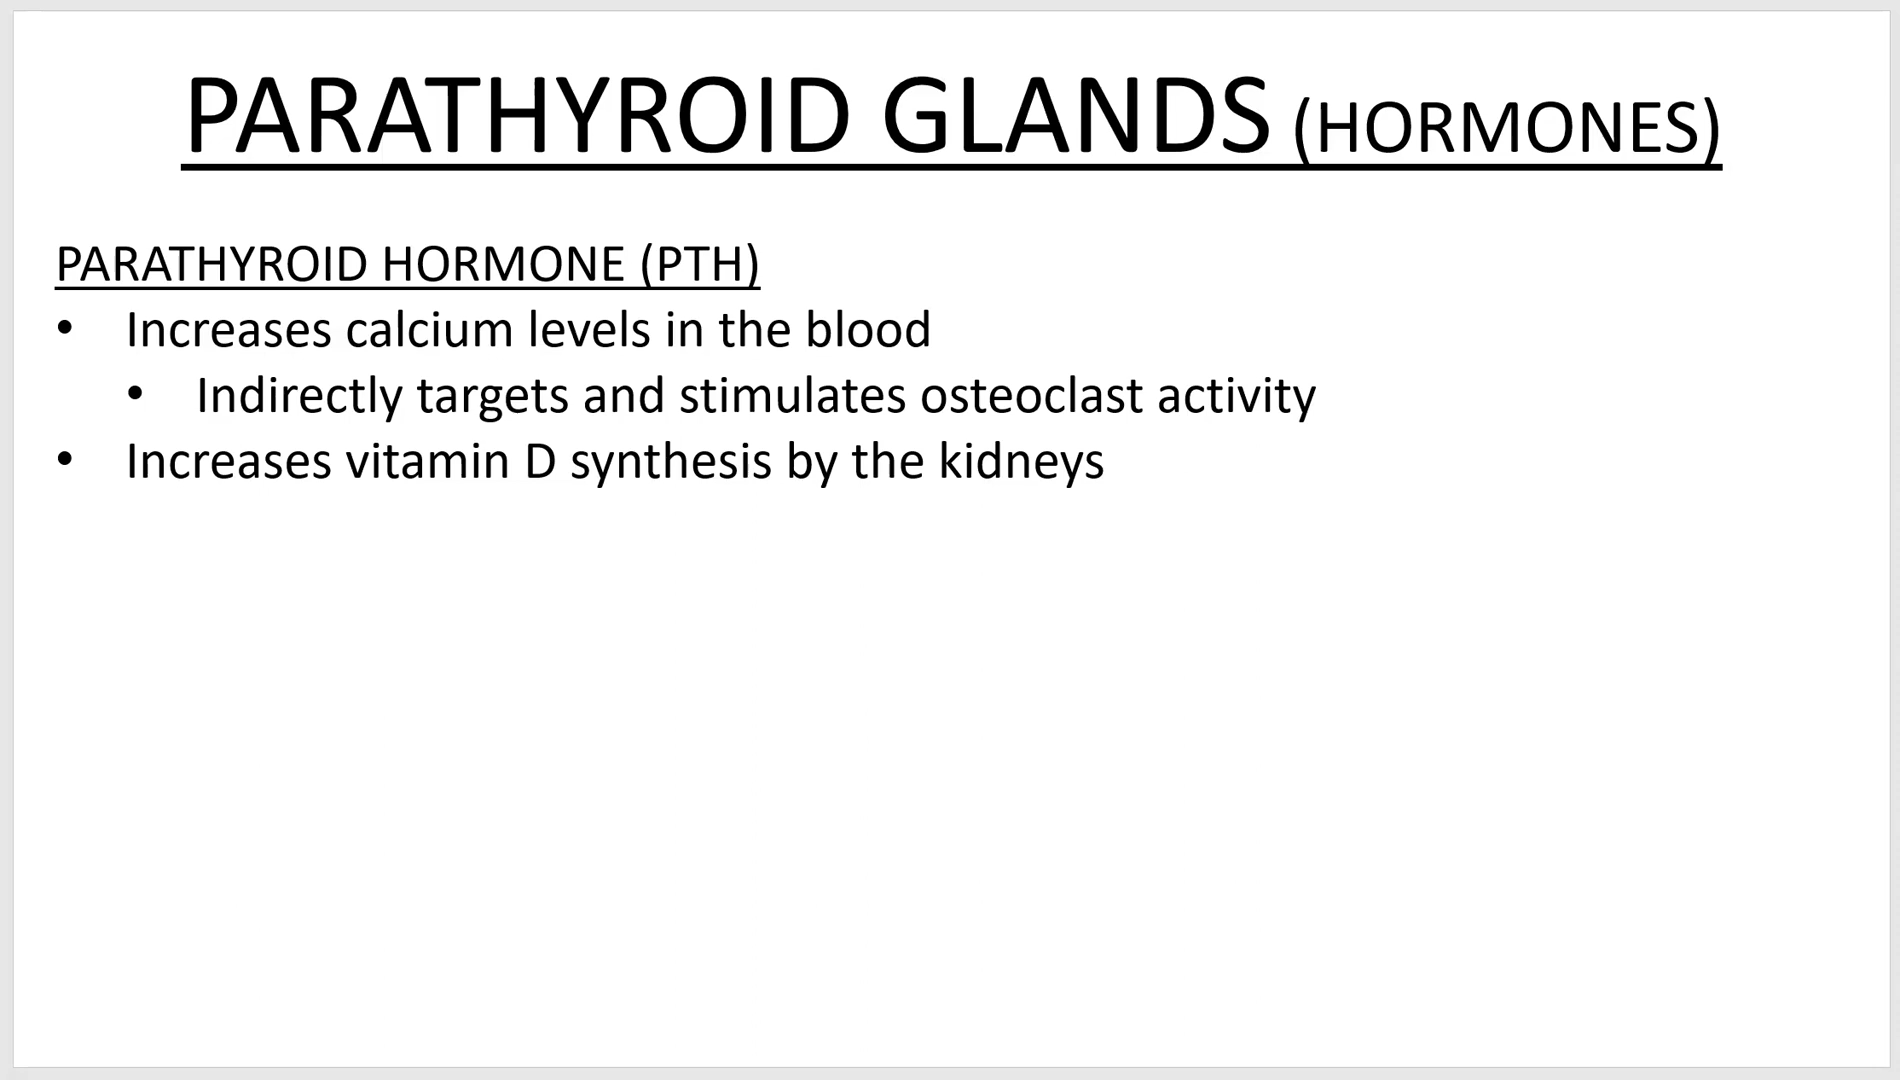 PARATHYROID GLANDS (HORMONES)
PARATHYROID HORMONE (PTH)
• Increases calcium levels in the blood
• Indirectly targets and stimulates osteoclast activity
• Increases vitamin D synthesis by the kidneys